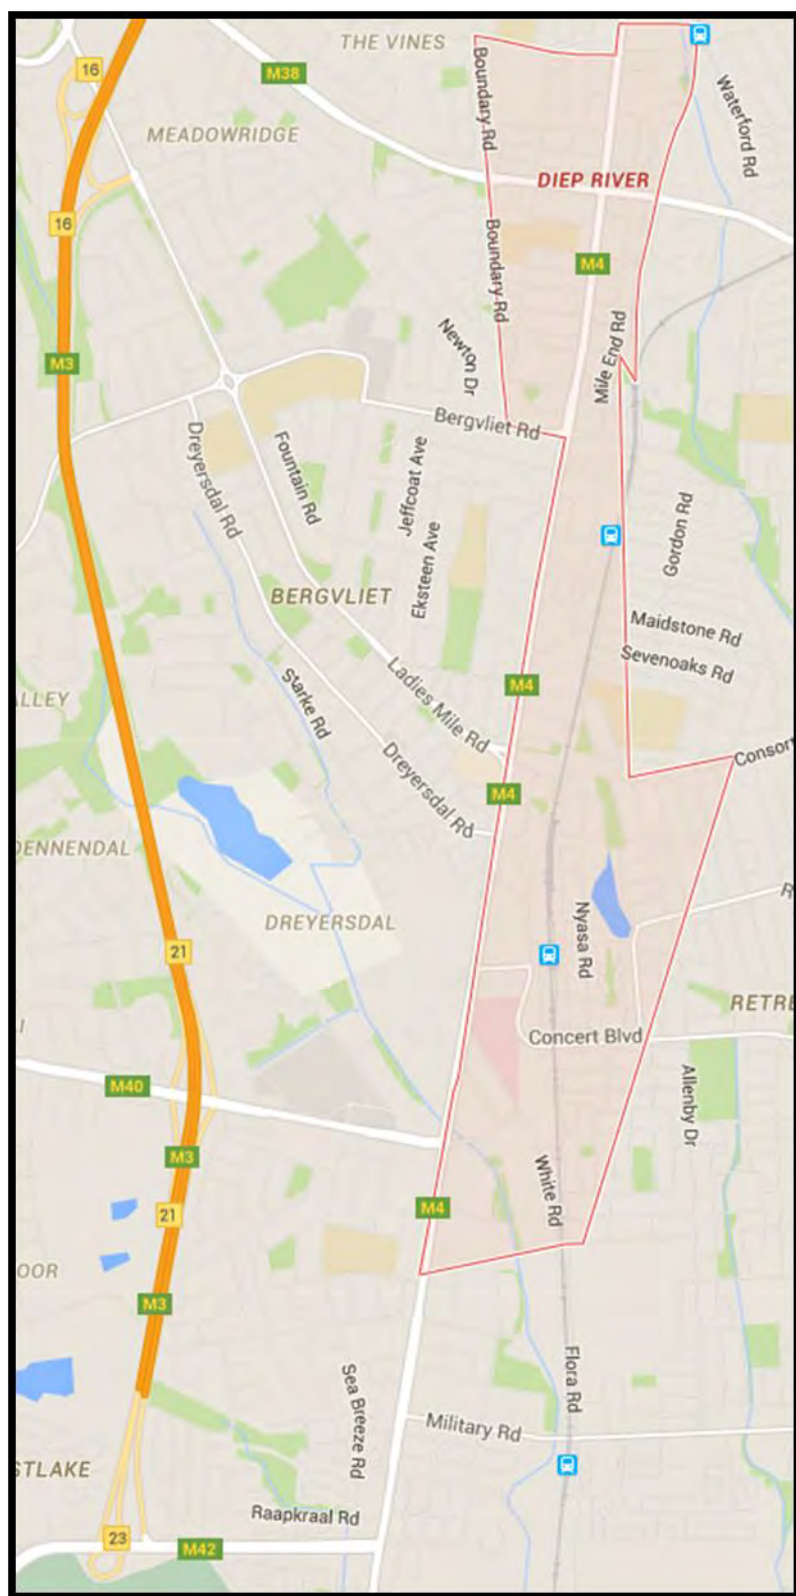 THE VINES
16
M38
Boundary Rd
Waterford Rd
MEADOWRIDGE
DIEP RIVER
16
Boundary Rd
M4
M3
Newton Dr
Mile End Rd
Bergvliet Rd
Dreyersdal Rd
Fountain Rd
Jeffcoat Ave
Gordon Rd
Eksteen Ave
BERGVLIET
Maidstone Rd
Sevenoaks Rd
Starke Rd
M4
ALLEY
Ladies Mile Rd
Consort
Dreyersdal Rd
M4
DENNENDAL
R
DREYERSDAL
Nyasa Rd
21
RETRE
I
Concert Blvd
M40
Allenby Dr
M3
White Rd
M4
21
OOR
M3
Flora Rd
Sea Breeze Rd
Military Rd
STLAKE
Raapkraal Rd
23
M42